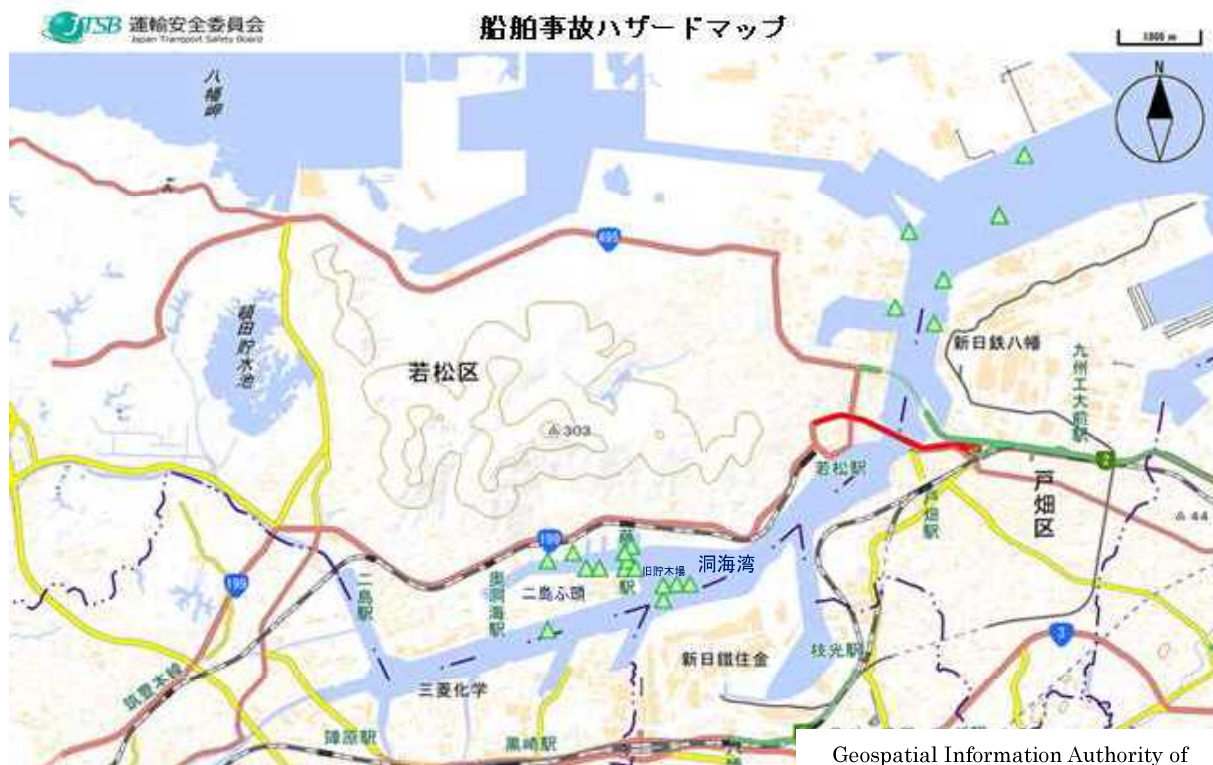 JTSB 運輸安全委員会
Japan Transport Safety Board
船舶事故ハザードマップ
1000 m
N
八幡岬
495
頓田貯水池
若松区
303
新日鉄八幡
九州工大前駅
若松駅
戸畑駅
戸畑区
44
199
199
二島駅
奥洞海駅
二島ふ頭
藤
駅
旧貯木場
洞海湾
新日鐵住金
枝光駅
3
三菱化学
筑豊本線
陣原駅
黒崎駅
Geospatial Information Authority of